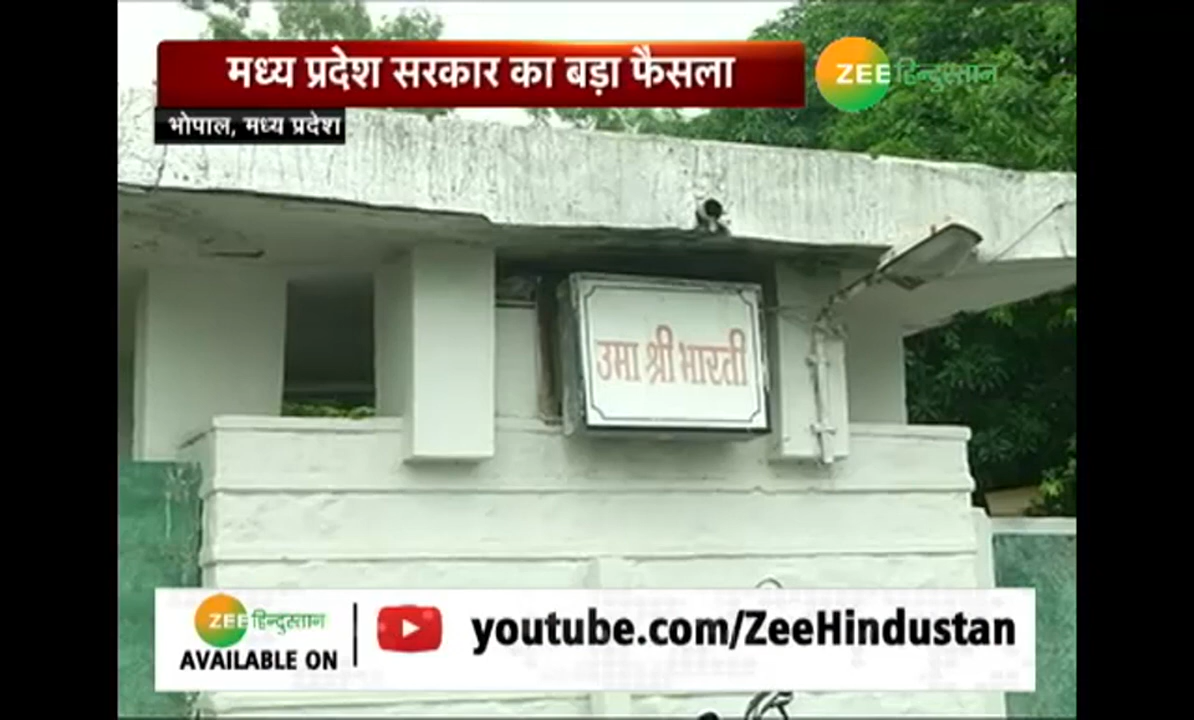 मध्य प्रदेश सरकार का बड़ा फैसला
ZEE हिन्दुस्तान
भोपाल, मध्य प्रदेश
उमा श्री भारती
ZEE हिन्दुस्तान
AVAILABLE ON
youtube.com/ZeeHindustan